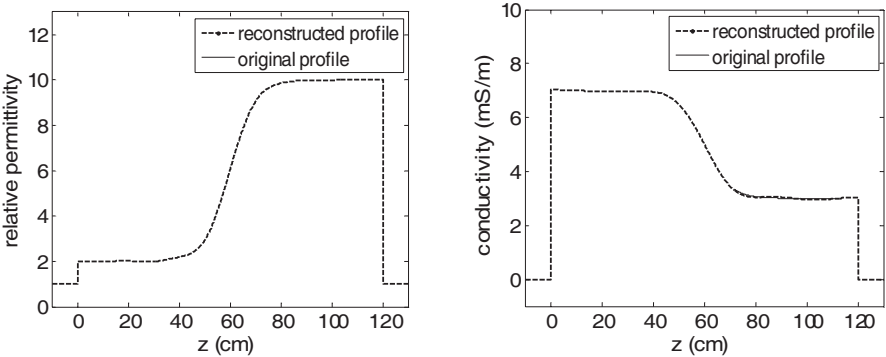 12
10
8
6
4
2
0
relative permittivity
reconstructed profile
original profile
0 20 40 60 80 100 120
z (cm)
10
8
6
4
2
0
conductivity (mS/m)
reconstructed profile
original profile
0 20 40 60 80 100 120
z (cm)